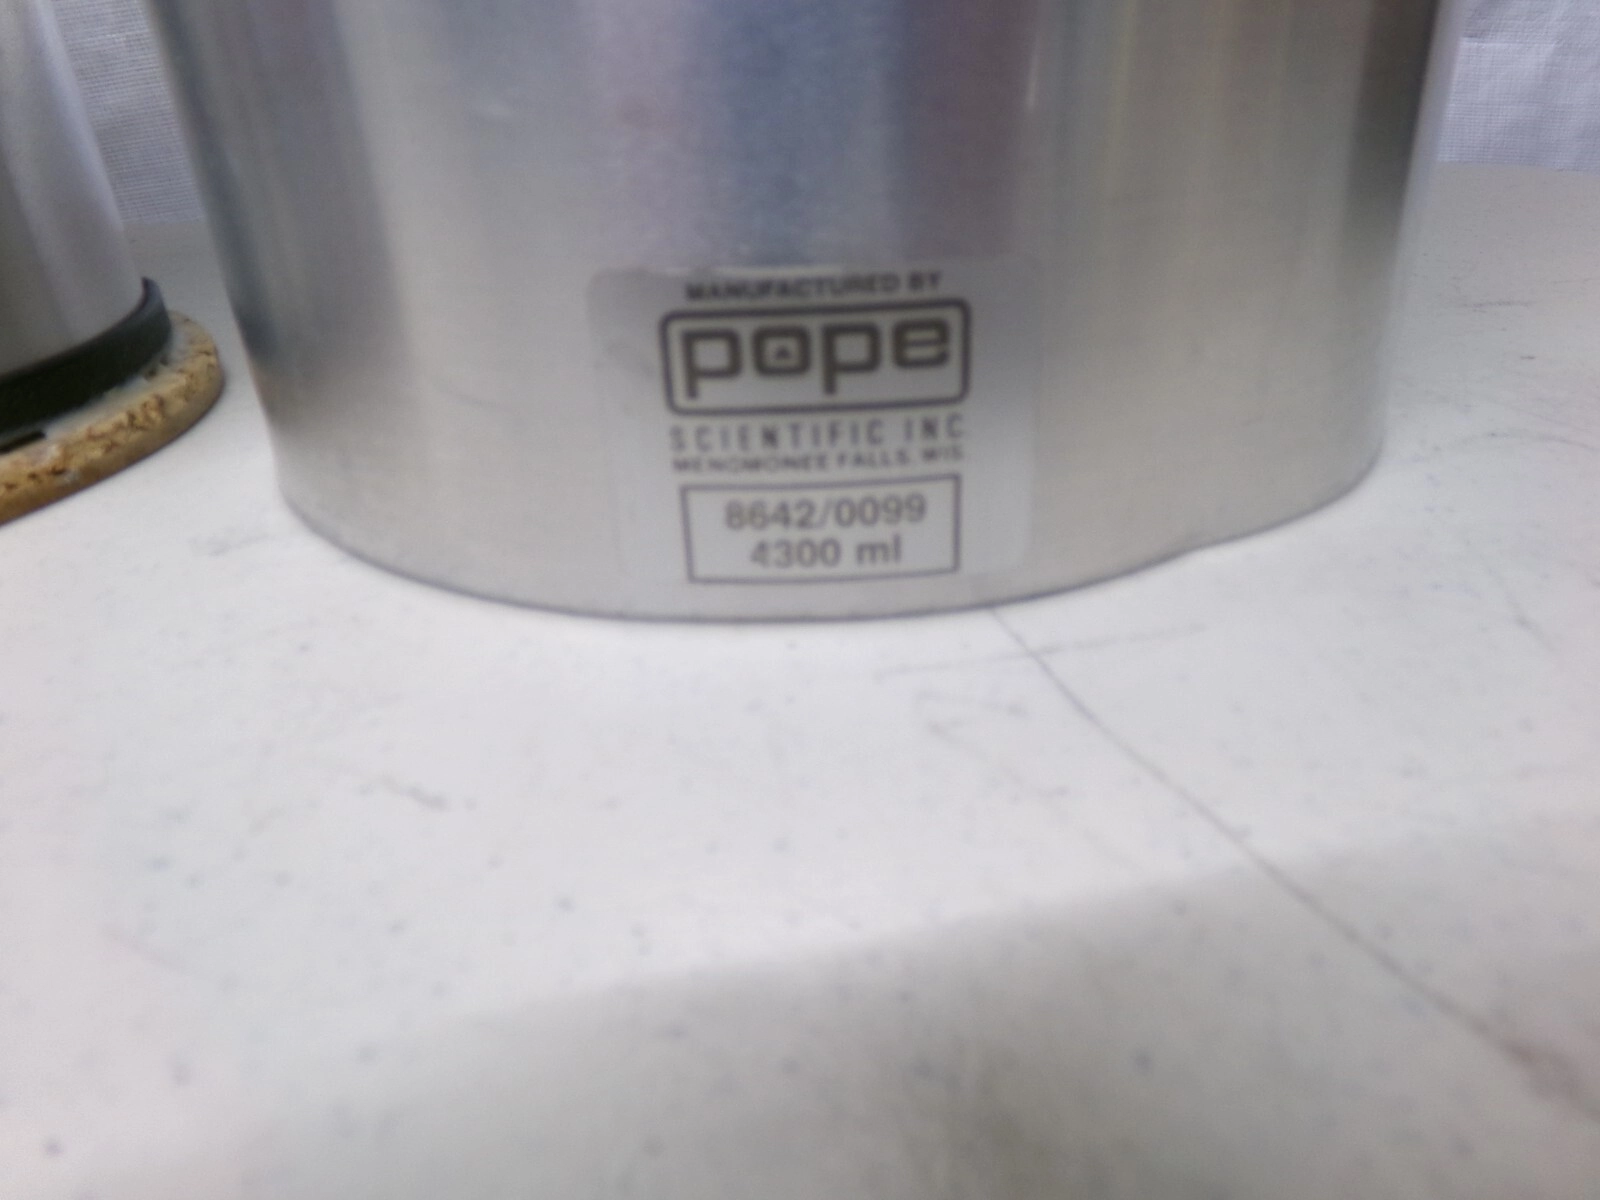 MANUFACTURED BY
pope
SCIENTIFIC INC
MENOMONEE FALLS, WIS.
8642/0099
4300 ml